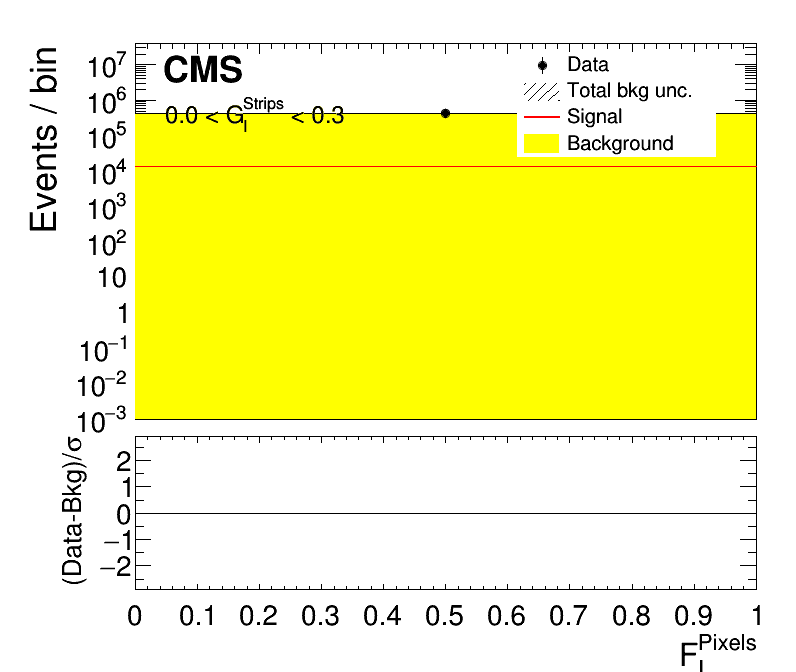 CMS
0.0 < G_I^Strips < 0.3
Data
Total bkg unc.
Signal
Background
Events / bin
10^7
10^6
10^5
10^4
10^3
10^2
10
1
10^−1
10^−2
10^−3
(Data-Bkg)/σ
2
1
0
−1
−2
0 0.1 0.2 0.3 0.4 0.5 0.6 0.7 0.8 0.9 1
F_I^Pixels